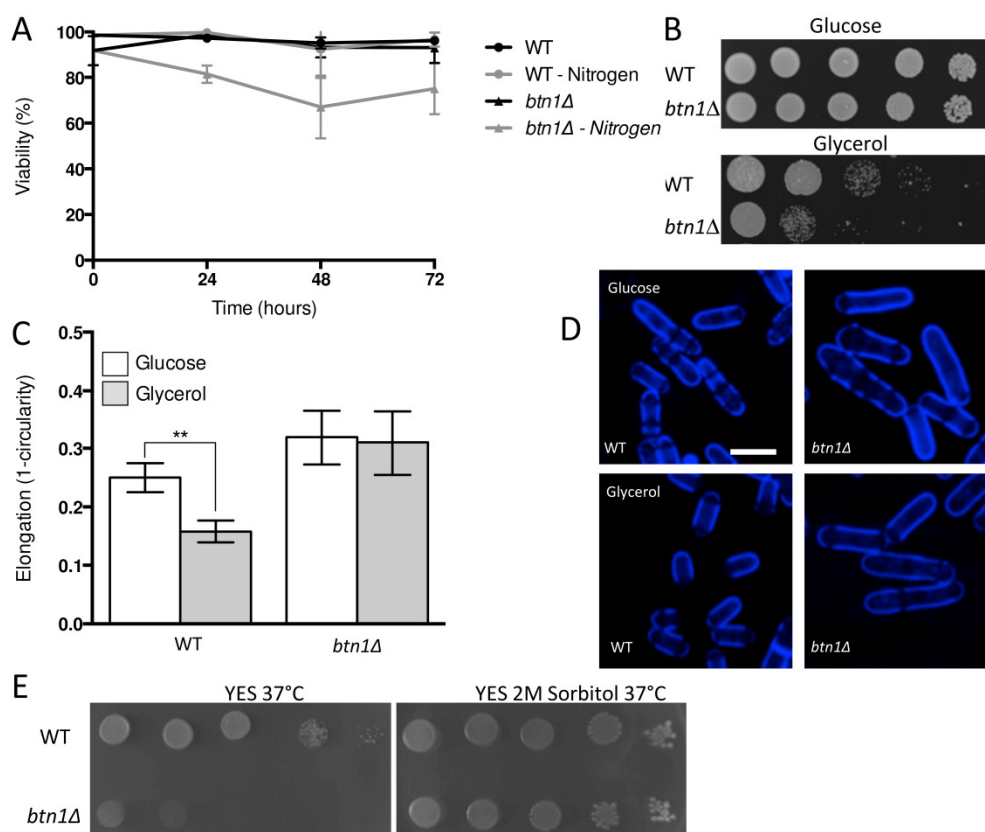 A
100
80
60
40
20
0
0
24
48
72
Viability (%)
Time (hours)
WT
WT - Nitrogen
btn1Δ
btn1Δ - Nitrogen
B
Glucose
WT
btn1Δ
Glycerol
WT
btn1Δ
C
0.5
0.4
0.3
0.2
0.1
0.0
Elongation (1-circularity)
Glucose
Glycerol
**
WT
btn1Δ
D
Glucose
WT
btn1Δ
Glycerol
WT
btn1Δ
E
YES 37°C
YES 2M Sorbitol 37°C
WT
btn1Δ